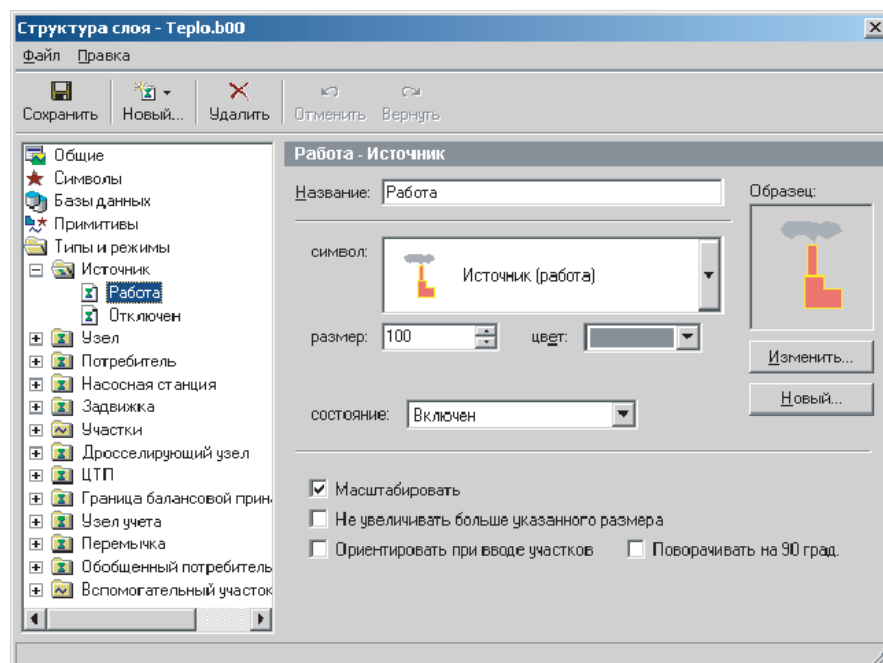 Структура слоя - Teplo.b00
Файл Правка
Сохранить Новый... Удалить Отменить Вернуть
Общие
Символы
Базы данных
Примитивы
Типы и режимы
Источник
Работа
Отключен
Узел
Потребитель
Насосная станция
Задвижка
Участки
Дросселирующий узел
ЦТП
Граница балансовой прин
Узел учета
Перемычка
Обобщенный потребитель
Вспомогательный участок
Работа - Источник
Название: Работа
Образец:
символ: Источник (работа)
размер: 100 цвет:
Изменить...
Новый...
состояние: Включен
Масштабировать
Не увеличивать больше указанного размера
Ориентировать при вводе участков Поворачивать на 90 град.